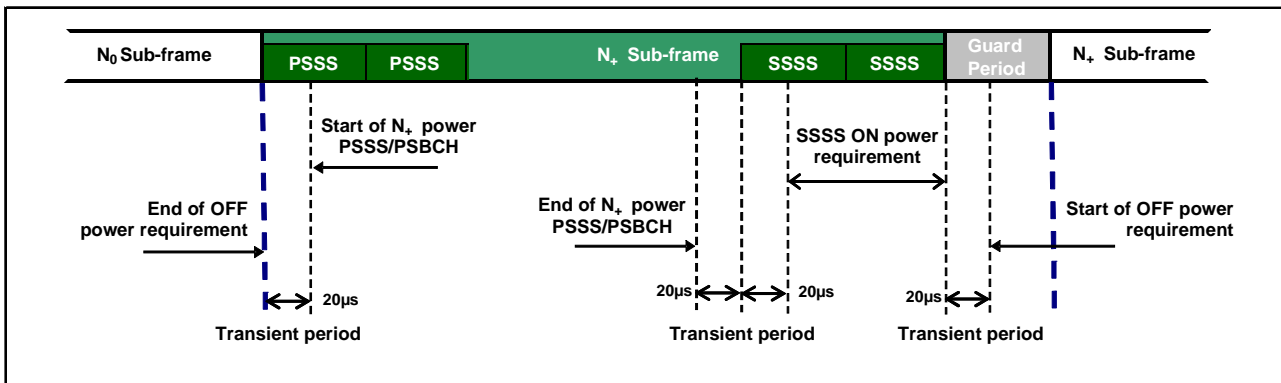 N0 Sub-frame
PSSS
PSSS
N+ Sub-frame
SSSS
SSSS
Guard
Period
N+ Sub-frame
Start of N+ power
PSSS/PSBCH
SSSS ON power
requirement
End of OFF
power requirement
End of N+ power
PSSS/PSBCH
Start of OFF power
requirement
20µs
20µs
20µs
20µs
Transient period
Transient period
Transient period